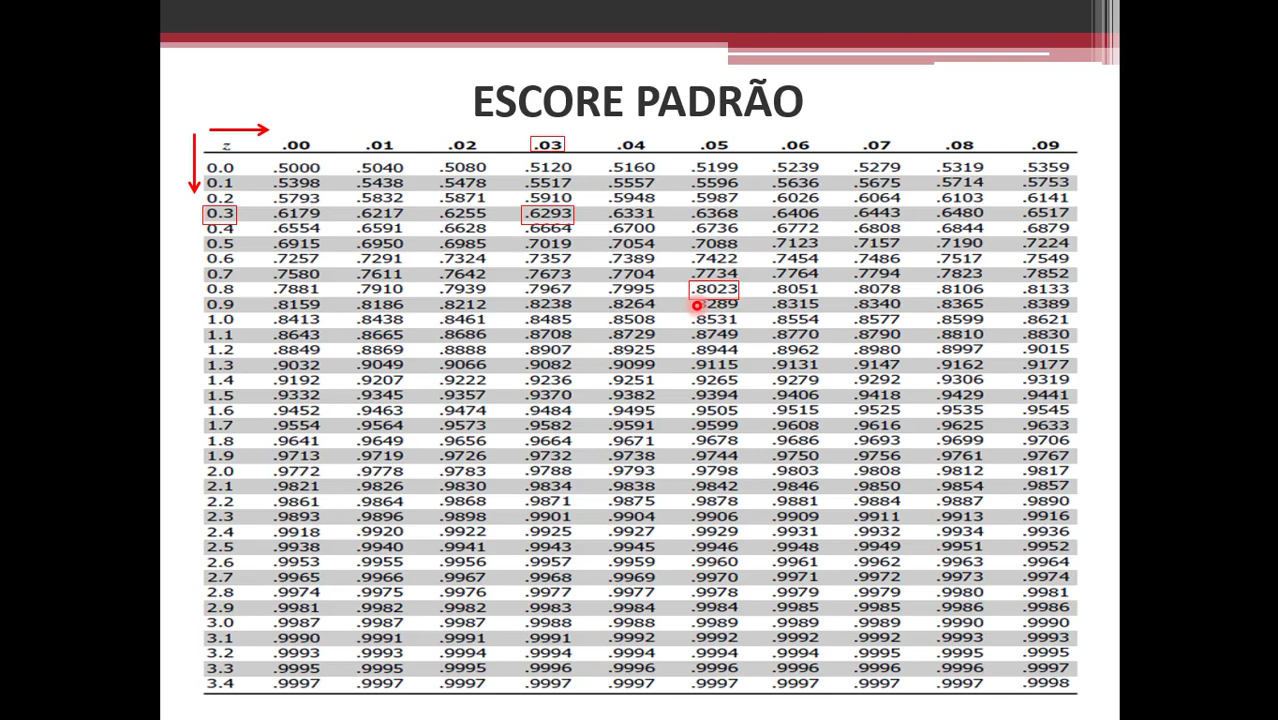 ESCORE PADRÃO
z .00 .01 .02 .03 .04 .05 .06 .07 .08 .09
0.0 .5000 .5040 .5080 .5120 .5160 .5199 .5239 .5279 .5319 .5359
0.1 .5398 .5438 .5478 .5517 .5557 .5596 .5636 .5675 .5714 .5753
0.2 .5793 .5832 .5871 .5910 .5948 .5987 .6026 .6064 .6103 .6141
0.3 .6179 .6217 .6255 .6293 .6331 .6368 .6406 .6443 .6480 .6517
0.4 .6554 .6591 .6628 .6664 .6700 .6736 .6772 .6808 .6844 .6879
0.5 .6915 .6950 .6985 .7019 .7054 .7088 .7123 .7157 .7190 .7224
0.6 .7257 .7291 .7324 .7357 .7389 .7422 .7454 .7486 .7517 .7549
0.7 .7580 .7611 .7642 .7673 .7704 .7734 .7764 .7794 .7823 .7852
0.8 .7881 .7910 .7939 .7967 .7995 .8023 .8051 .8078 .8106 .8133
0.9 .8159 .8186 .8212 .8238 .8264 .8289 .8315 .8340 .8365 .8389
1.0 .8413 .8438 .8461 .8485 .8508 .8531 .8554 .8577 .8599 .8621
1.1 .8643 .8665 .8686 .8708 .8729 .8749 .8770 .8790 .8810 .8830
1.2 .8849 .8869 .8888 .8907 .8925 .8944 .8962 .8980 .8997 .9015
1.3 .9032 .9049 .9066 .9082 .9099 .9115 .9131 .9147 .9162 .9177
1.4 .9192 .9207 .9222 .9236 .9251 .9265 .9279 .9292 .9306 .9319
1.5 .9332 .9345 .9357 .9370 .9382 .9394 .9406 .9418 .9429 .9441
1.6 .9452 .9463 .9474 .9484 .9495 .9505 .9515 .9525 .9535 .9545
1.7 .9554 .9564 .9573 .9582 .9591 .9599 .9608 .9616 .9625 .9633
1.8 .9641 .9649 .9656 .9664 .9671 .9678 .9686 .9693 .9699 .9706
1.9 .9713 .9719 .9726 .9732 .9738 .9744 .9750 .9756 .9761 .9767
2.0 .9772 .9778 .9783 .9788 .9793 .9798 .9803 .9808 .9812 .9817
2.1 .9821 .9826 .9830 .9834 .9838 .9842 .9846 .9850 .9854 .9857
2.2 .9861 .9864 .9868 .9871 .9875 .9878 .9881 .9884 .9887 .9890
2.3 .9893 .9896 .9898 .9901 .9904 .9906 .9909 .9911 .9913 .9916
2.4 .9918 .9920 .9922 .9925 .9927 .9929 .9931 .9932 .9934 .9936
2.5 .9938 .9940 .9941 .9943 .9945 .9946 .9948 .9949 .9951 .9952
2.6 .9953 .9955 .9956 .9957 .9959 .9960 .9961 .9962 .9963 .9964
2.7 .9965 .9966 .9967 .9968 .9969 .9970 .9971 .9972 .9973 .9974
2.8 .9974 .9975 .9976 .9977 .9977 .9978 .9979 .9979 .9980 .9981
2.9 .9981 .9982 .9982 .9983 .9984 .9984 .9985 .9985 .9986 .9986
3.0 .9987 .9987 .9987 .9988 .9988 .9989 .9989 .9989 .9990 .9990
3.1 .9990 .9991 .9991 .9991 .9992 .9992 .9992 .9992 .9993 .9993
3.2 .9993 .9993 .9994 .9994 .9994 .9994 .9994 .9995 .9995 .9995
3.3 .9995 .9995 .9995 .9996 .9996 .9996 .9996 .9996 .9996 .9997
3.4 .9997 .9997 .9997 .9997 .9997 .9997 .9997 .9997 .9997 .9998